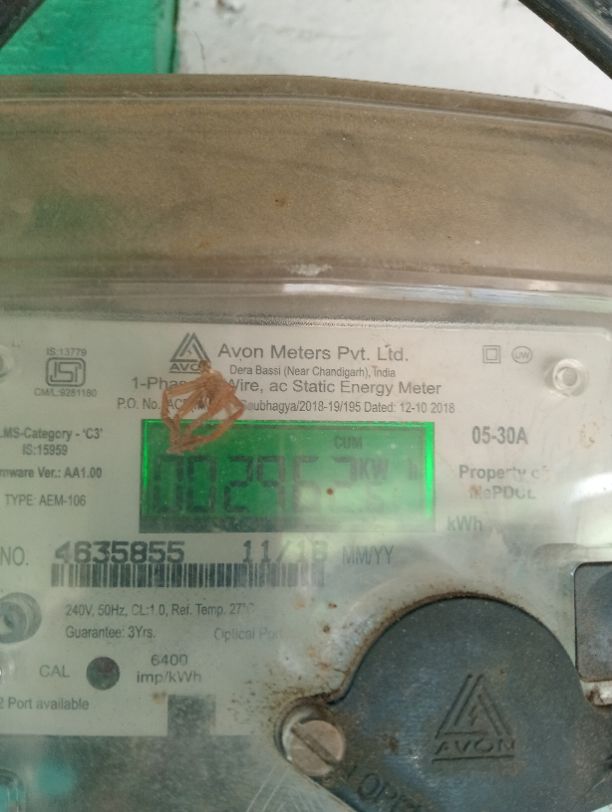 IS:13779
CM/L:9281180
AVON
Avon Meters Pvt. Ltd.
Dera Bassi (Near Chandigarh), India
1-Phase Wire, ac Static Energy Meter
P.O. No. Saubhagya/2018-19/195 Dated: 12-10 2018
LMS-Category - 'C3'
IS:15959
mware Ver.: AA1.00
TYPE: AEM-106
CUM
002962 KW h
05-30A
Property of
kWh
NO. 4635855 11/18 MM/YY
240V, 50Hz, CL:1.0, Ref. Temp. 27°C
Guarantee: 3Yrs. Optical Port
CAL 6400
imp/kWh
2 Port available
AVON